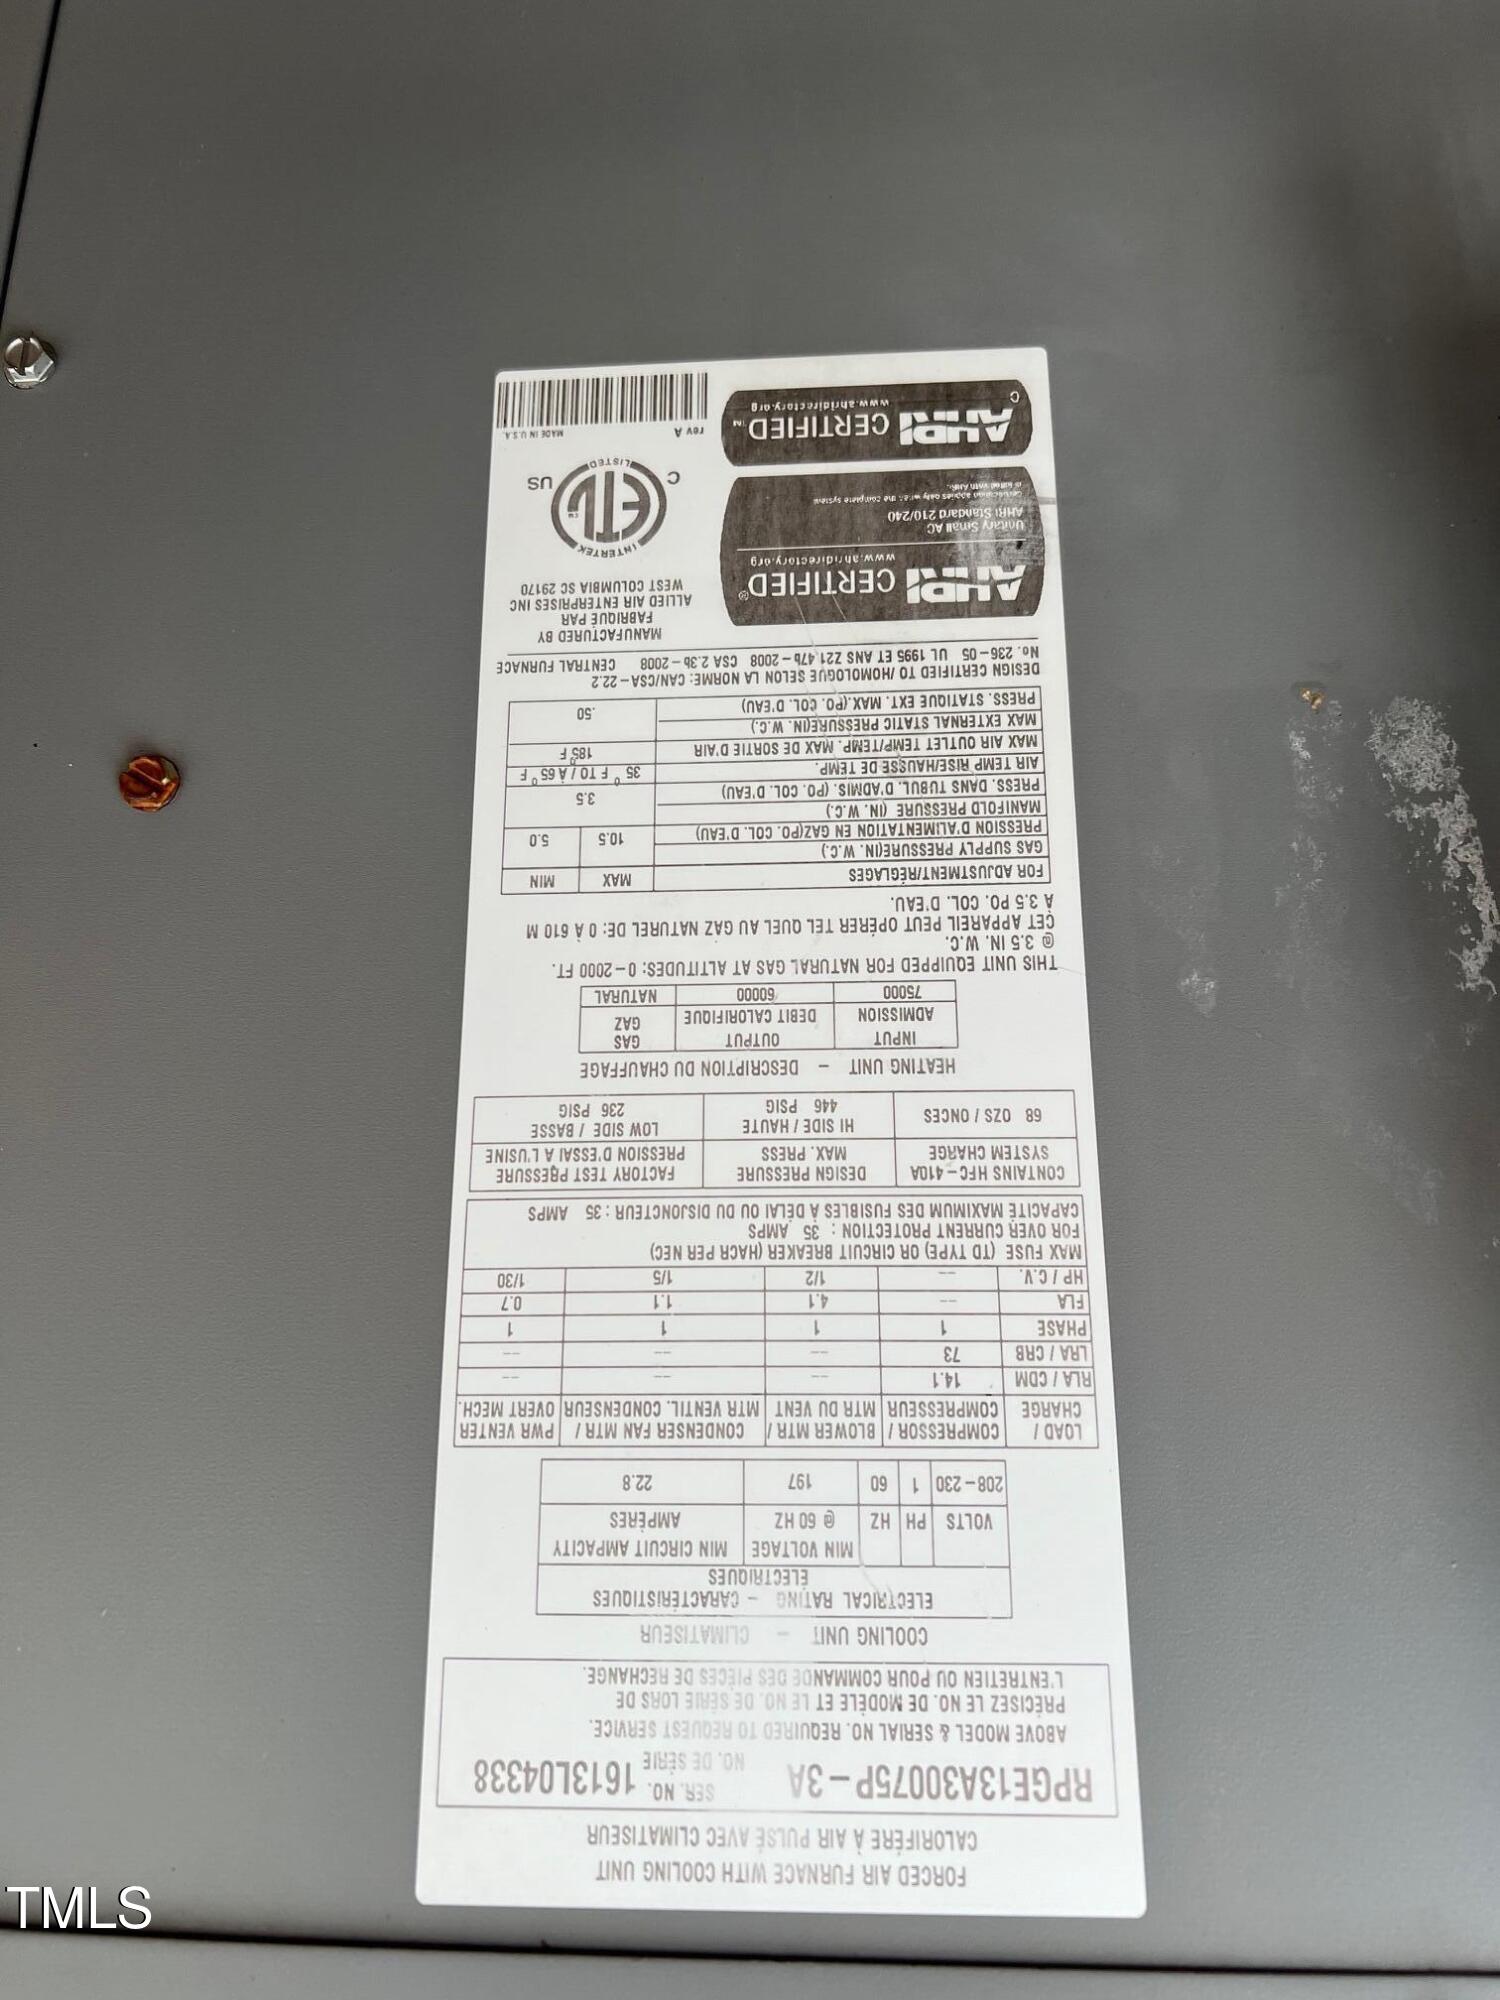 FORCED AIR FURNACE WITH COOLING UNIT
CALORIFÈRE À AIR PULSÉ AVEC CLIMATISEUR
RPGE13A30075P-3A SER. NO. NO. DE SÉRIE 1613L04338
ABOVE MODEL & SERIAL NO. REQUIRED TO REQUEST SERVICE.
PRÉCISEZ LE NO. DE MODÈLE ET LE NO. DE SÉRIE LORS DE
L'ENTRETIEN OU POUR COMMANDE DES PIÈCES DE RECHANGE.
COOLING UNIT - CLIMATISEUR
ELECTRICAL RATING - CARACTÉRISTIQUES
ÉLECTRIQUES
VOLTS PH HZ MIN VOLTAGE @ 60 HZ MIN CIRCUIT AMPACITY AMPÈRES
208-230 1 60 197 22.8
LOAD / COMPRESSOR / BLOWER MTR / CONDENSER FAN MTR / PWR VENTER
CHARGE COMPRESSEUR MTR DU VENT MTR VENTIL. CONDENSEUR OVERT MECH.
RLA / CDM 14.1 -- -- --
LRA / CRB 73 -- -- --
PHASE 1 1 1 1
FLA -- 4.1 1.1 0.7
HP / C.V. -- 1/2 1/5 1/30
MAX FUSE (TD TYPE) OR CIRCUIT BREAKER (HACR PER NEC)
FOR OVER CURRENT PROTECTION : 35 AMPS
CAPACITÉ MAXIMUM DES FUSIBLES À DÉLAI OU DU DISJONCTEUR : 35 AMPS
CONTAINS HFC-410A DESIGN PRESSURE FACTORY TEST PRESSURE
SYSTEM CHARGE MAX. PRESS PRESSION D'ESSAI A L'USINE
68 OZS / ONCES HI SIDE / HAUTE LOW SIDE / BASSE
446 PSIG 236 PSIG
HEATING UNIT - DESCRIPTION DU CHAUFFAGE
INPUT OUTPUT GAS
ADMISSION DEBIT CALORIFIQUE GAZ
75000 60000 NATURAL
THIS UNIT EQUIPPED FOR NATURAL GAS AT ALTITUDES: 0-2000 FT.
@ 3.5 IN. W.C.
CET APPAREIL PEUT OPÉRER TEL QUEL AU GAZ NATUREL DE: 0 À 610 M
À 3.5 PO. COL. D'EAU.
FOR ADJUSTMENT/RÉGLAGES MAX MIN
GAS SUPPLY PRESSURE(IN. W.C.)
PRESSION D'ALIMENTATION EN GAZ(PO. COL. D'EAU) 10.5 5.0
MANIFOLD PRESSURE (IN. W.C.)
PRESS. DANS TUBUL. D'ADMIS. (PO. COL. D'EAU) 3.5
AIR TEMP RISE/HAUSSE DE TEMP. 35 ° F TO / À 65 ° F
MAX AIR OUTLET TEMP/TEMP. MAX DE SORTIE D'AIR 185° F
MAX EXTERNAL STATIC PRESSURE(IN. W.C.)
PRESS. STATIQUE EXT. MAX.(PO. COL. D'EAU) .50
DESIGN CERTIFIED TO /HOMOLOGUE SELON LA NORME: CAN/CSA-22.2
No. 236-05 UL 1995 ET ANS Z21.47b-2008 CSA 2.3b-2008 CENTRAL FURNACE
AHRI CERTIFIED®
www.ahridirectory.org
Unitary Small AC
AHRI Standard 210/240
Certification applies only when the complete system
is listed with AHRI.
AHRI CERTIFIED™
www.ahridirectory.org
C
MANUFACTURED BY
FABRIQUÉ PAR
ALLIED AIR ENTERPRISES INC
WEST COLUMBIA SC 29170
INTERTEK
C ETL CM US
LISTED
rev A MADE IN U.S.A.
TMLS